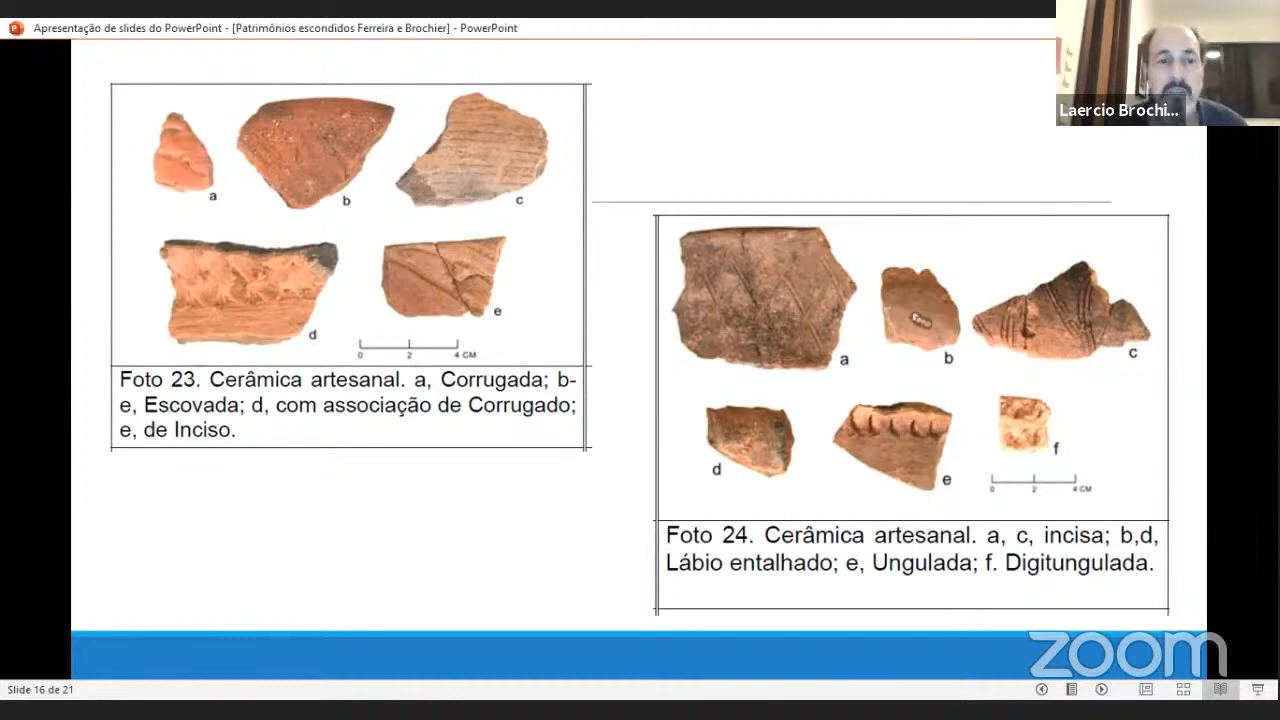 Apresentação de slides do PowerPoint - [Patrimônios escondidos Ferreira e Brochier] - PowerPoint
Laercio Brochi...
a
b
c
d
e
0 2 4 CM
Foto 23. Cerâmica artesanal. a, Corrugada; b-
e, Escovada; d, com associação de Corrugado;
e, de Inciso.
a
b
c
d
e
f
0 2 4 CM
Foto 24. Cerâmica artesanal. a, c, incisa; b,d,
Lábio entalhado; e, Ungulada; f. Digitungulada.
zoom
Slide 16 de 21